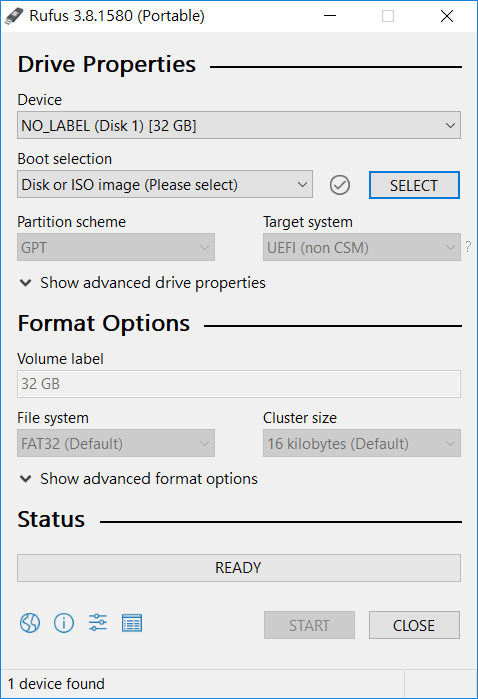 Rufus 3.8.1580 (Portable)
Drive Properties
Device
NO_LABEL (Disk 1) [32 GB]
Boot selection
Disk or ISO image (Please select)
SELECT
Partition scheme
Target system
GPT
UEFI (non CSM)
?
Show advanced drive properties
Format Options
Volume label
32 GB
File system
Cluster size
FAT32 (Default)
16 kilobytes (Default)
Show advanced format options
Status
READY
START
CLOSE
1 device found